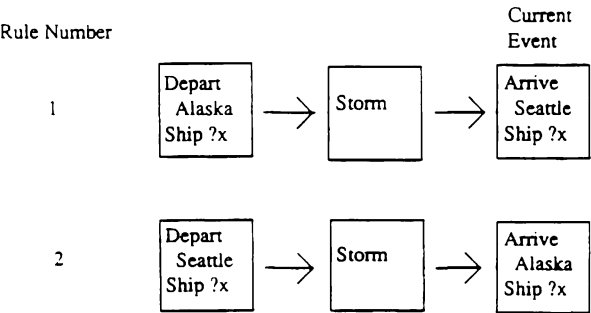 Rule Number
Current
Event
1
Depart
Alaska
Ship ?x
Storm
Arrive
Seattle
Ship ?x
2
Depart
Seattle
Ship ?x
Storm
Arrive
Alaska
Ship ?x